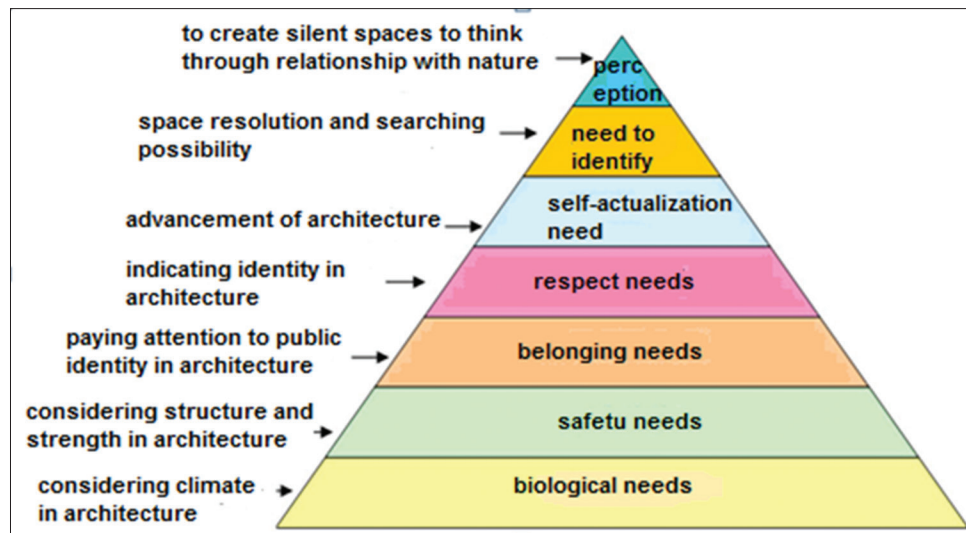 to create silent spaces to think
through relationship with nature
perc
eption
space resolution and searching
possibility
need to
identify
advancement of architecture
self-actualization
need
indicating identity in
architecture
respect needs
paying attention to public
identity in architecture
belonging needs
considering structure and
strength in architecture
safetu needs
considering climate
in architecture
biological needs